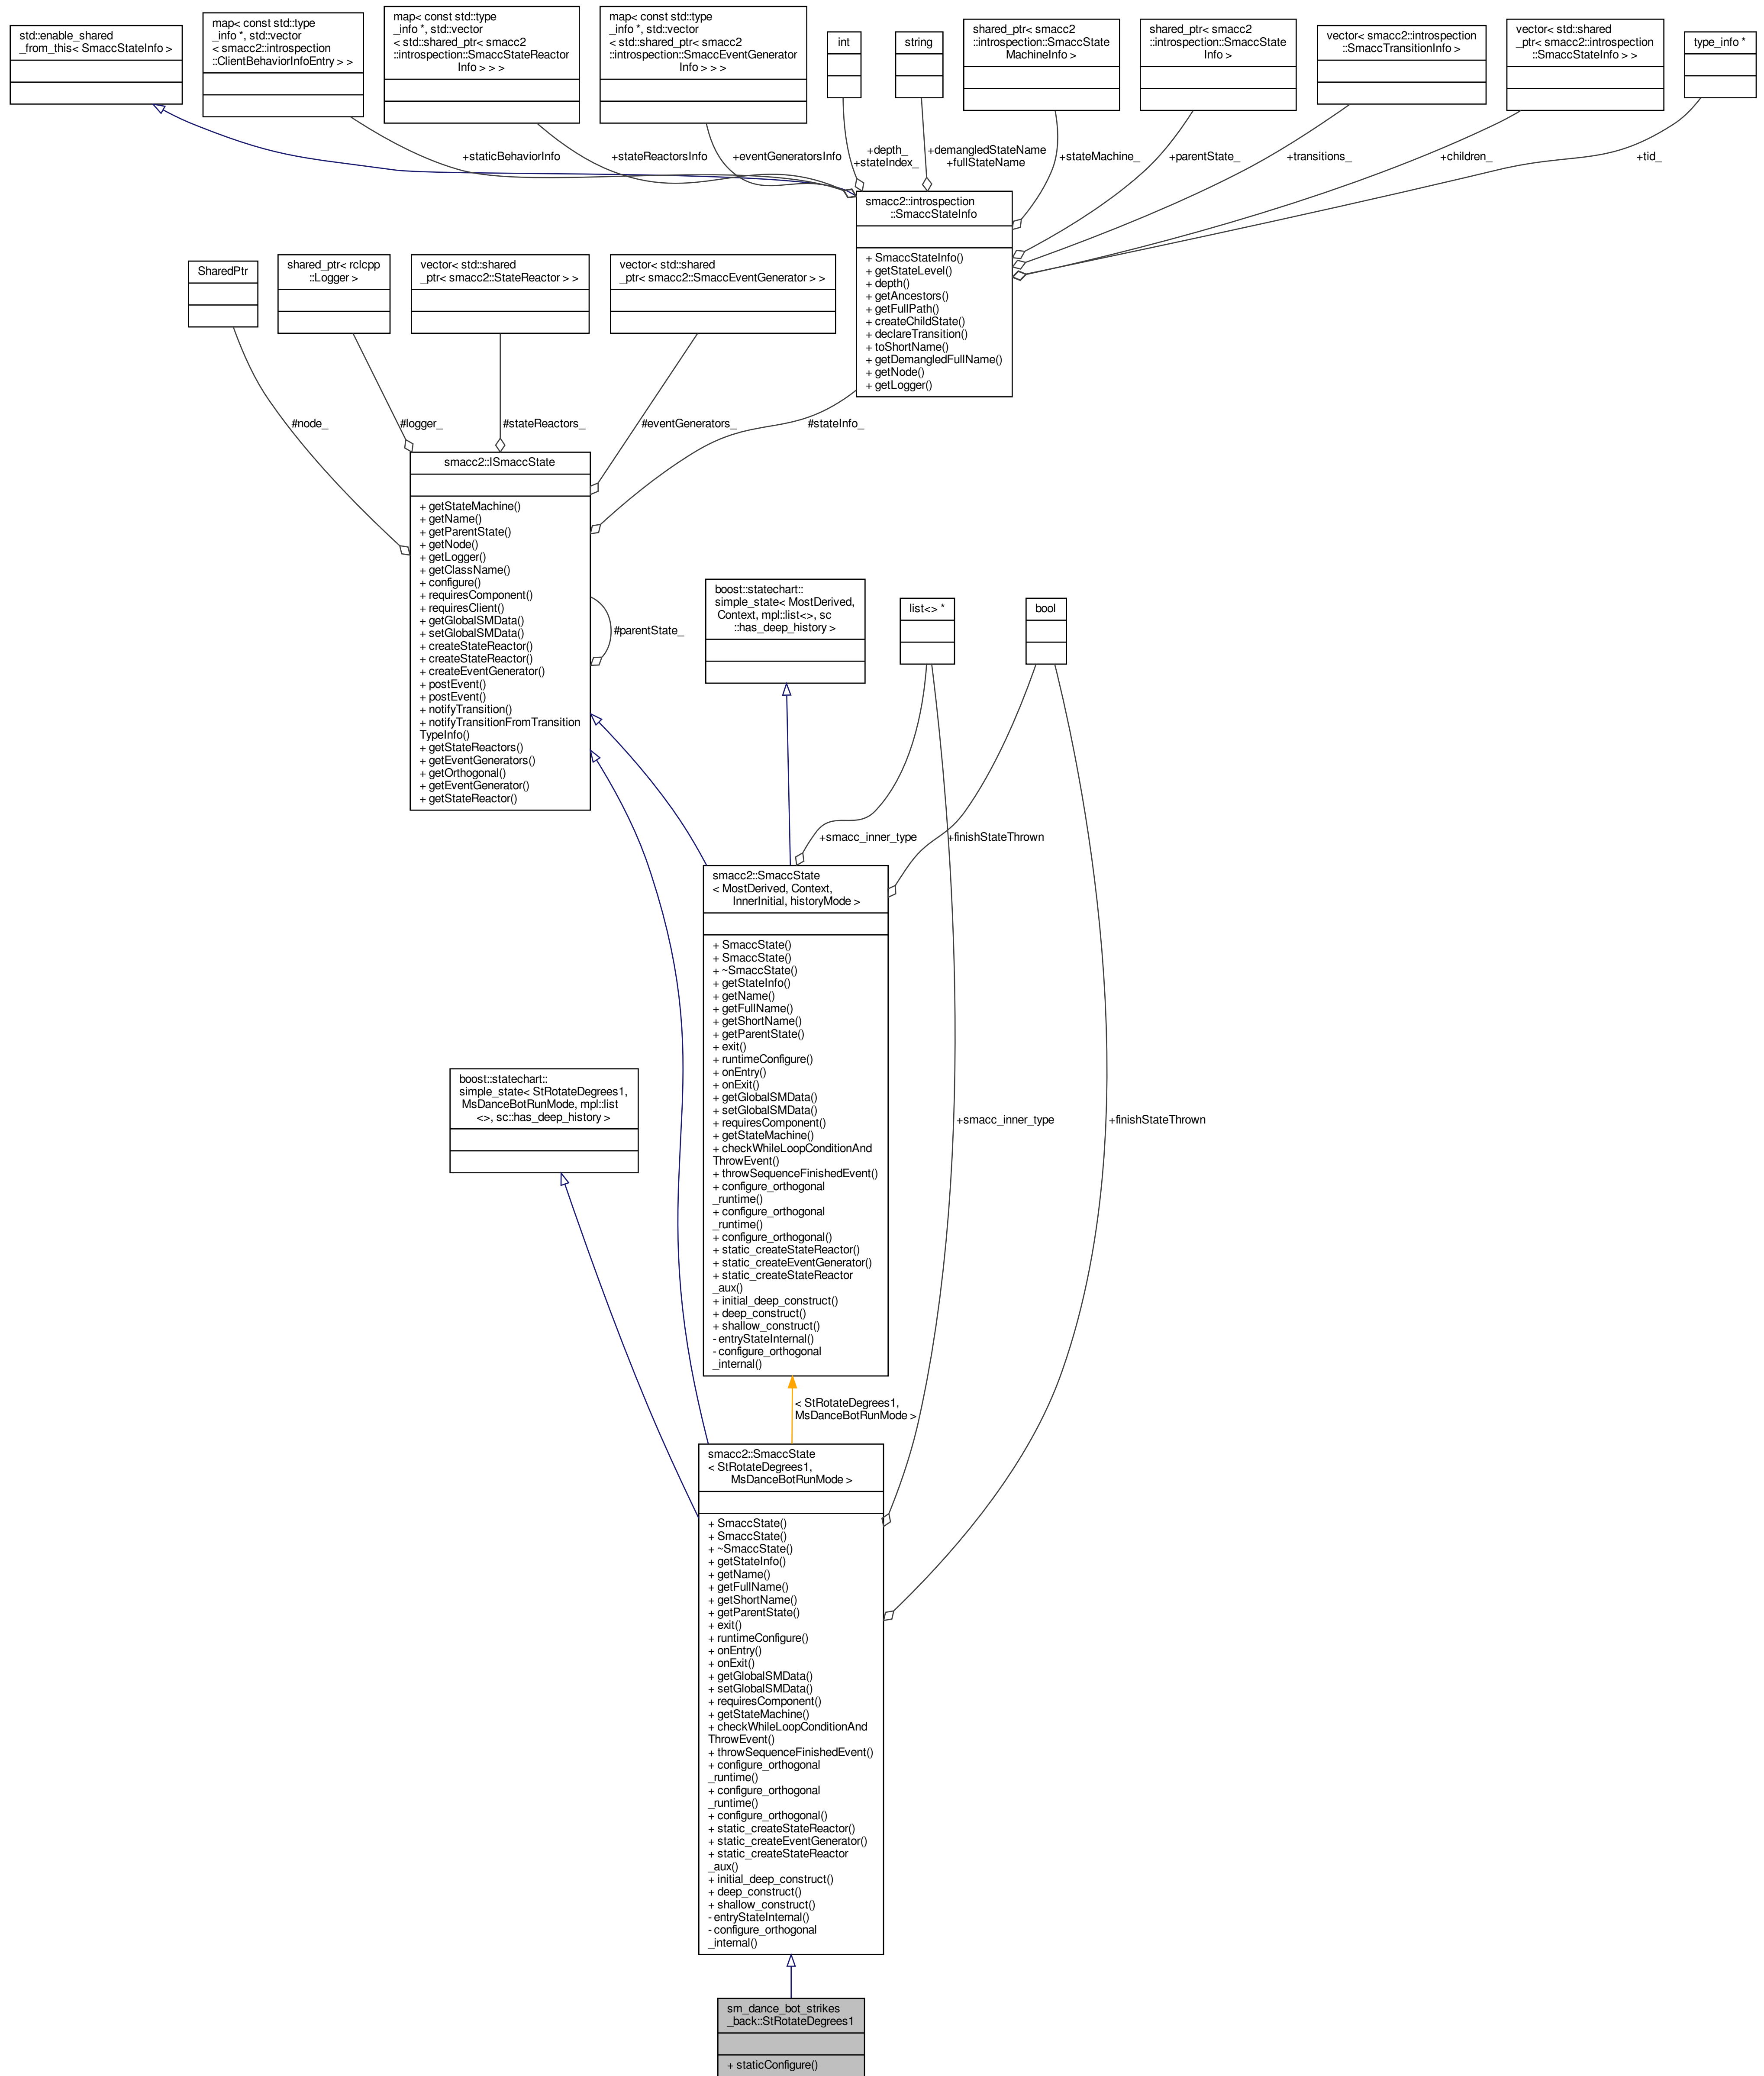 std::enable_shared
_from_this< SmaccStateInfo >
map< const std::type
_info *, std::vector
< smacc2::introspection
::ClientBehaviorInfoEntry > >
map< const std::type
_info *, std::vector
< std::shared_ptr< smacc2
::introspection::SmaccStateReactor
Info > > >
map< const std::type
_info *, std::vector
< std::shared_ptr< smacc2
::introspection::SmaccEventGenerator
Info > > >
int
string
shared_ptr< smacc2
::introspection::SmaccState
MachineInfo >
shared_ptr< smacc2
::introspection::SmaccState
Info >
vector< smacc2::introspection
::SmaccTransitionInfo >
vector< std::shared
_ptr< smacc2::introspection
::SmaccStateInfo > >
type_info *
+staticBehaviorInfo
+stateReactorsInfo
+eventGeneratorsInfo
+depth_
+stateIndex_
+demangledStateName
+fullStateName
+stateMachine_
+parentState_
+transitions_
+children_
+tid_
smacc2::introspection
::SmaccStateInfo
+ SmaccStateInfo()
+ getStateLevel()
+ depth()
+ getAncestors()
+ getFullPath()
+ createChildState()
+ declareTransition()
+ toShortName()
+ getDemangledFullName()
+ getNode()
+ getLogger()
SharedPtr
shared_ptr< rclcpp
::Logger >
vector< std::shared
_ptr< smacc2::StateReactor > >
vector< std::shared
_ptr< smacc2::SmaccEventGenerator > >
#node_
#logger_
#stateReactors_
#eventGenerators_
#stateInfo_
smacc2::ISmaccState
+ getStateMachine()
+ getName()
+ getParentState()
+ getNode()
+ getLogger()
+ getClassName()
+ configure()
+ requiresComponent()
+ requiresClient()
+ getGlobalSMData()
+ setGlobalSMData()
+ createStateReactor()
+ createStateReactor()
+ createEventGenerator()
+ postEvent()
+ postEvent()
+ notifyTransition()
+ notifyTransitionFromTransition
TypeInfo()
+ getStateReactors()
+ getEventGenerators()
+ getOrthogonal()
+ getEventGenerator()
+ getStateReactor()
#parentState_
boost::statechart::
simple_state< MostDerived,
Context, mpl::list<>, sc
::has_deep_history >
list<> *
bool
+smacc_inner_type
+finishStateThrown
smacc2::SmaccState
< MostDerived, Context,
InnerInitial, historyMode >
+ SmaccState()
+ SmaccState()
+ ~SmaccState()
+ getStateInfo()
+ getName()
+ getFullName()
+ getShortName()
+ getParentState()
+ exit()
+ runtimeConfigure()
+ onEntry()
+ onExit()
+ getGlobalSMData()
+ setGlobalSMData()
+ requiresComponent()
+ getStateMachine()
+ checkWhileLoopConditionAnd
ThrowEvent()
+ throwSequenceFinishedEvent()
+ configure_orthogonal
_runtime()
+ configure_orthogonal
_runtime()
+ configure_orthogonal()
+ static_createStateReactor()
+ static_createEventGenerator()
+ static_createStateReactor
_aux()
+ initial_deep_construct()
+ deep_construct()
+ shallow_construct()
- entryStateInternal()
- configure_orthogonal
_internal()
boost::statechart::
simple_state< StRotateDegrees1,
MsDanceBotRunMode, mpl::list
<>, sc::has_deep_history >
+smacc_inner_type
+finishStateThrown
< StRotateDegrees1,
MsDanceBotRunMode >
smacc2::SmaccState
< StRotateDegrees1,
MsDanceBotRunMode >
+ SmaccState()
+ SmaccState()
+ ~SmaccState()
+ getStateInfo()
+ getName()
+ getFullName()
+ getShortName()
+ getParentState()
+ exit()
+ runtimeConfigure()
+ onEntry()
+ onExit()
+ getGlobalSMData()
+ setGlobalSMData()
+ requiresComponent()
+ getStateMachine()
+ checkWhileLoopConditionAnd
ThrowEvent()
+ throwSequenceFinishedEvent()
+ configure_orthogonal
_runtime()
+ configure_orthogonal
_runtime()
+ configure_orthogonal()
+ static_createStateReactor()
+ static_createEventGenerator()
+ static_createStateReactor
_aux()
+ initial_deep_construct()
+ deep_construct()
+ shallow_construct()
- entryStateInternal()
- configure_orthogonal
_internal()
sm_dance_bot_strikes
_back::StRotateDegrees1
+ staticConfigure()